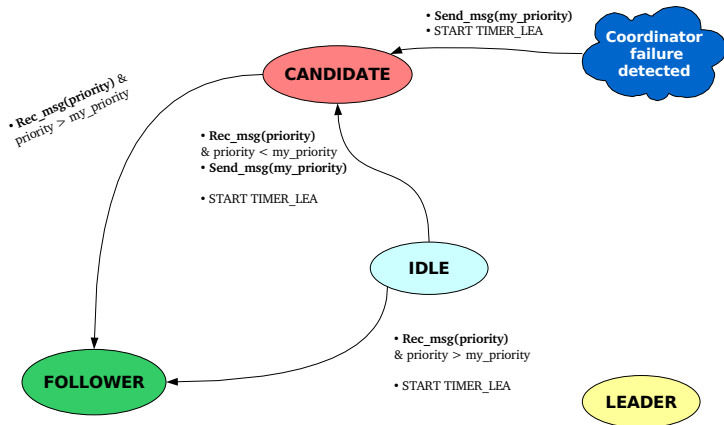 • Send_msg(my_priority)
• START TIMER_LEA
Coordinator
failure
detected
CANDIDATE
• Rec_msg(priority) &
priority > my_priority
• Rec_msg(priority)
& priority < my_priority
• Send_msg(my_priority)
• START TIMER_LEA
IDLE
• Rec_msg(priority)
& priority > my_priority
• START TIMER_LEA
FOLLOWER
LEADER